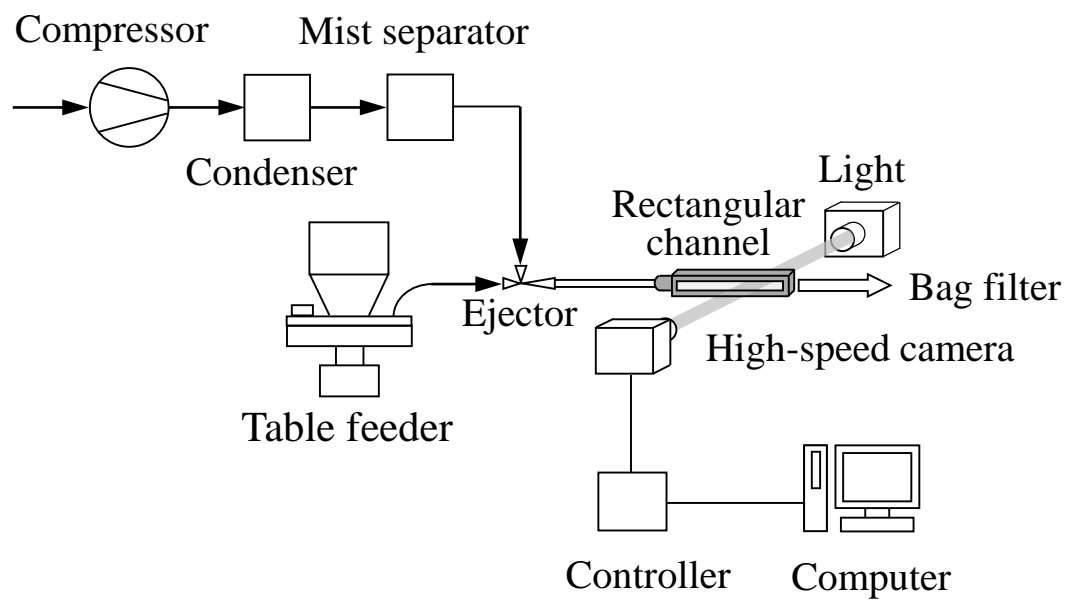 Compressor
Mist separator
Condenser
Light
Rectangular
channel
Bag filter
Ejector
High-speed camera
Table feeder
Controller
Computer